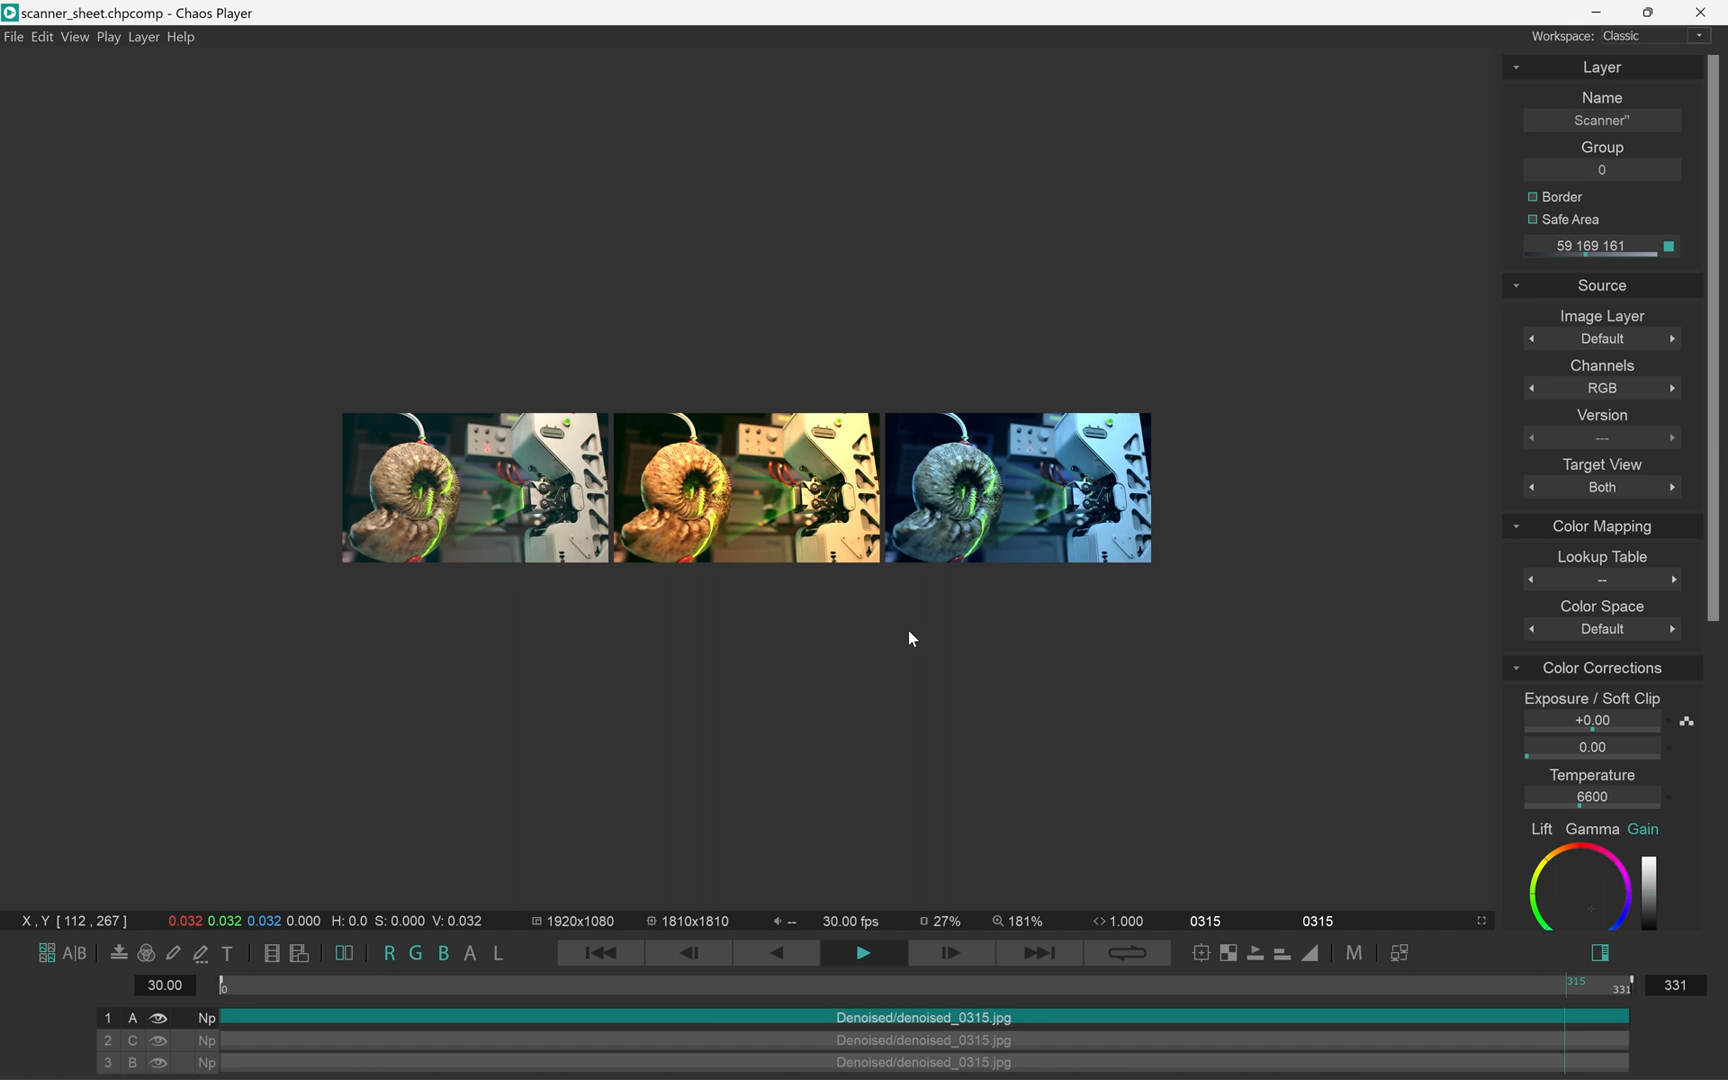 scanner_sheet.chpcomp - Chaos Player
File Edit View Play Layer Help
Workspace: Classic
Layer
Name
Scanner"
Group
0
Border
Safe Area
59 169 161
Source
Image Layer
Default
Channels
RGB
Version
---
Target View
Both
Color Mapping
Lookup Table
--
Color Space
Default
Color Corrections
Exposure / Soft Clip
+0.00
0.00
Temperature
6600
Lift Gamma Gain
X , Y [ 112 , 267 ] 0.032 0.032 0.032 0.000 H: 0.0 S: 0.000 V: 0.032 1920x1080 1810x1810 -- 30.00 fps 27% 181% <> 1.000 0315 0315
A|B T R G B A L M
30.00 0 315 331 331
1 A Np Denoised/denoised_0315.jpg
2 C Np Denoised/denoised_0315.jpg
3 B Np Denoised/denoised_0315.jpg